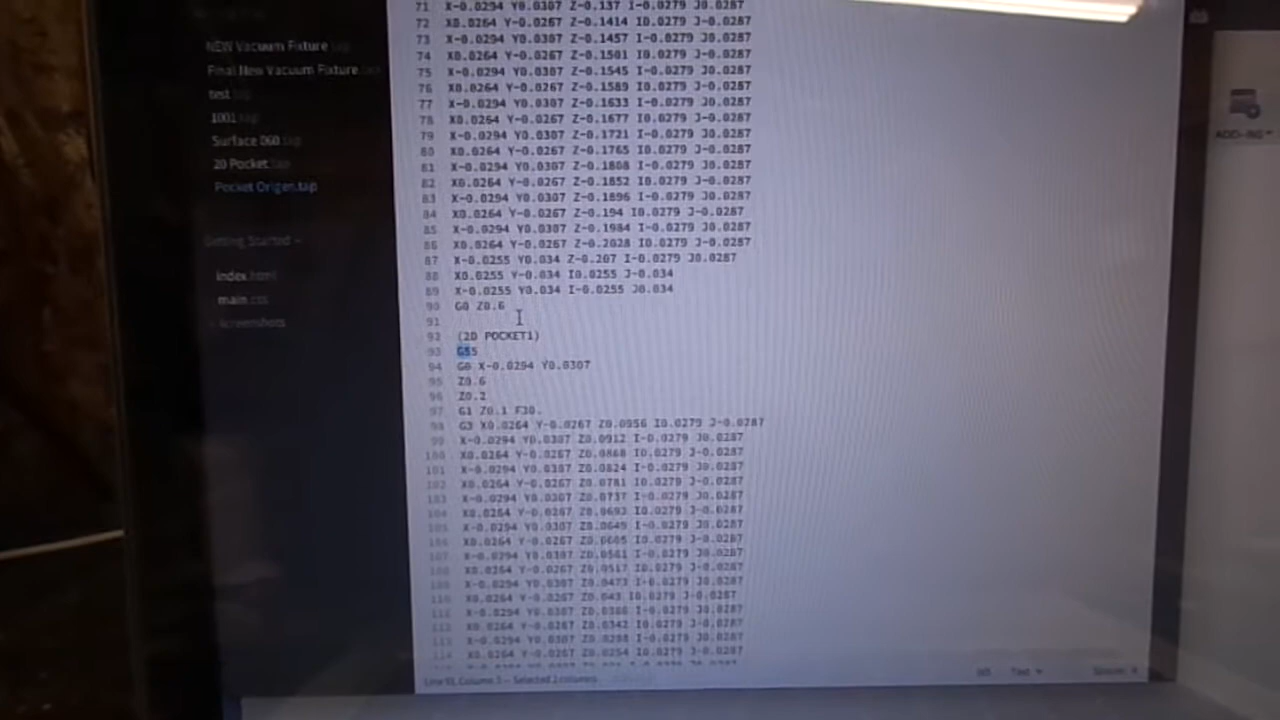 NEW Vacuum Fixture.tap
Final New Vacuum Fixture.tap
test.tap
1001.tap
Surface 060.tap
2D Pocket.tap
Pocket Origen.tap
Getting Started
index.html
main.css
screenshots
71 X-0.0294 Y0.0307 Z-0.137 I-0.0279 J0.0287
72 X0.0264 Y-0.0267 Z-0.1414 I0.0279 J-0.0287
73 X-0.0294 Y0.0307 Z-0.1457 I-0.0279 J0.0287
74 X0.0264 Y-0.0267 Z-0.1501 I0.0279 J-0.0287
75 X-0.0294 Y0.0307 Z-0.1545 I-0.0279 J0.0287
76 X0.0264 Y-0.0267 Z-0.1589 I0.0279 J-0.0287
77 X-0.0294 Y0.0307 Z-0.1633 I-0.0279 J0.0287
78 X0.0264 Y-0.0267 Z-0.1677 I0.0279 J-0.0287
79 X-0.0294 Y0.0307 Z-0.1721 I-0.0279 J0.0287
80 X0.0264 Y-0.0267 Z-0.1765 I0.0279 J-0.0287
81 X-0.0294 Y0.0307 Z-0.1808 I-0.0279 J0.0287
82 X0.0264 Y-0.0267 Z-0.1852 I0.0279 J-0.0287
83 X-0.0294 Y0.0307 Z-0.1896 I-0.0279 J0.0287
84 X0.0264 Y-0.0267 Z-0.194 I0.0279 J-0.0287
85 X-0.0294 Y0.0307 Z-0.1984 I-0.0279 J0.0287
86 X0.0264 Y-0.0267 Z-0.2028 I0.0279 J-0.0287
87 X-0.0255 Y0.034 Z-0.207 I-0.0279 J0.0287
88 X0.0255 Y-0.034 I0.0255 J-0.034
89 X-0.0255 Y0.034 I-0.0255 J0.034
90 G0 Z0.6
91
92 (2D POCKET1)
93 G55
94 G0 X-0.0294 Y0.0307
95 Z0.6
96 Z0.2
97 G1 Z0.1 F30.
98 G3 X0.0264 Y-0.0267 Z0.0956 I0.0279 J-0.0287
99 X-0.0294 Y0.0307 Z0.0912 I-0.0279 J0.0287
100 X0.0264 Y-0.0267 Z0.0868 I0.0279 J-0.0287
101 X-0.0294 Y0.0307 Z0.0824 I-0.0279 J0.0287
102 X0.0264 Y-0.0267 Z0.0781 I0.0279 J-0.0287
103 X-0.0294 Y0.0307 Z0.0737 I-0.0279 J0.0287
104 X0.0264 Y-0.0267 Z0.0693 I0.0279 J-0.0287
105 X-0.0294 Y0.0307 Z0.0649 I-0.0279 J0.0287
106 X0.0264 Y-0.0267 Z0.0605 I0.0279 J-0.0287
107 X-0.0294 Y0.0307 Z0.0561 I-0.0279 J0.0287
108 X0.0264 Y-0.0267 Z0.0517 I0.0279 J-0.0287
109 X-0.0294 Y0.0307 Z0.0473 I-0.0279 J0.0287
110 X0.0264 Y-0.0267 Z0.043 I0.0279 J-0.0287
111 X-0.0294 Y0.0307 Z0.0386 I-0.0279 J0.0287
112 X0.0264 Y-0.0267 Z0.0342 I0.0279 J-0.0287
113 X-0.0294 Y0.0307 Z0.0298 I-0.0279 J0.0287
114 X0.0264 Y-0.0267 Z0.0254 I0.0279 J-0.0287
Line 93, Column 3 — Selected 2 columns
INS Text
ADD-INS